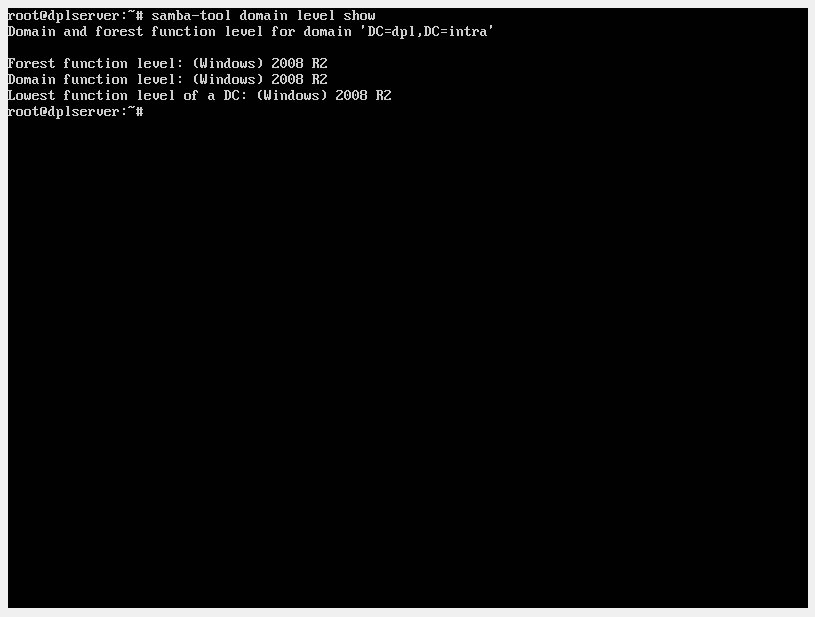 root@dplserver:~# samba-tool domain level show
Domain and forest function level for domain 'DC=dpl,DC=intra'
Forest function level: (Windows) 2008 R2
Domain function level: (Windows) 2008 R2
Lowest function level of a DC: (Windows) 2008 R2
root@dplserver:~#